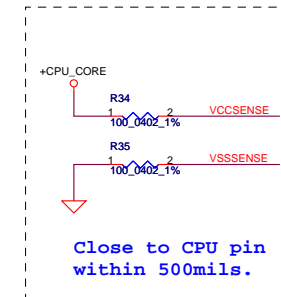 +CPU_CORE
R34
1 2 VCCSENSE
100_0402_1%
R35
1 2 VSSSENSE
100_0402_1%
Close to CPU pin
within 500mils.